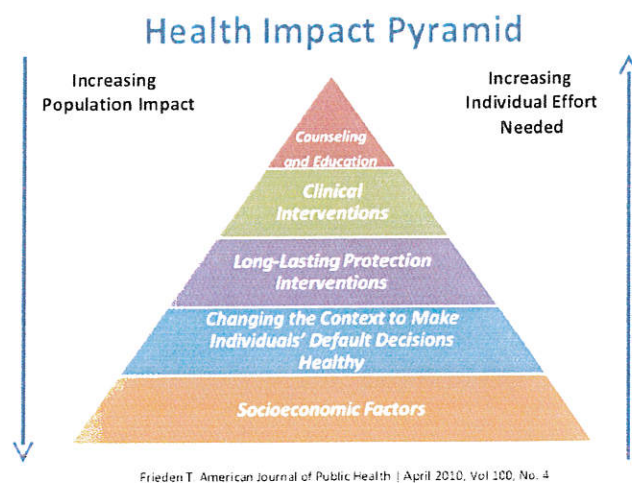 Health Impact Pyramid
Increasing
Population Impact
Increasing
Individual Effort
Needed
Counseling
and Education
Clinical
Interventions
Long-Lasting Protection
Interventions
Changing the Context to Make
Individuals' Default Decisions
Healthy
Socioeconomic Factors
Frieden T. American Journal of Public Health | April 2010, Vol 100, No. 4